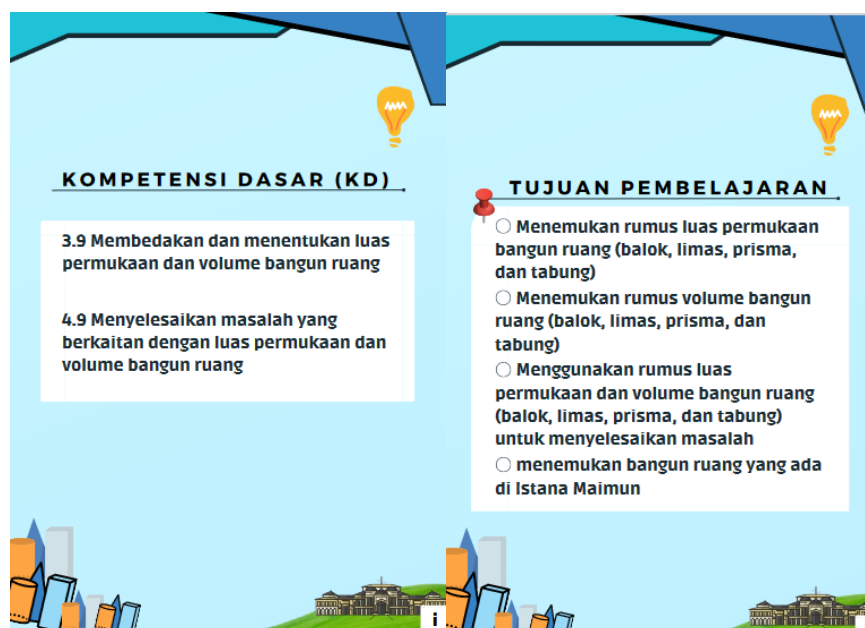 KOMPETENSI DASAR (KD)
3.9 Membedakan dan menentukan luas
permukaan dan volume bangun ruang
4.9 Menyelesaikan masalah yang
berkaitan dengan luas permukaan dan
volume bangun ruang
i
TUJUAN PEMBELAJARAN
Menemukan rumus luas permukaan
bangun ruang (balok, limas, prisma,
dan tabung)
Menemukan rumus volume bangun
ruang (balok, limas, prisma, dan
tabung)
Menggunakan rumus luas
permukaan dan volume bangun ruang
(balok, limas, prisma, dan tabung)
untuk menyelesaikan masalah
menemukan bangun ruang yang ada
di Istana Maimun